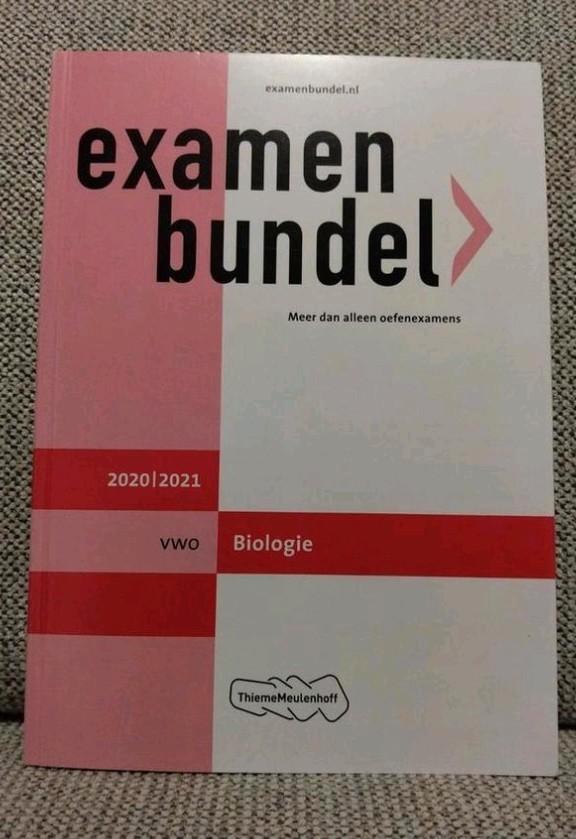 examenbundel.nl
examen
bundel
Meer dan alleen oefenexamens
2020|2021
vwo Biologie
ThiemeMeulenhoff